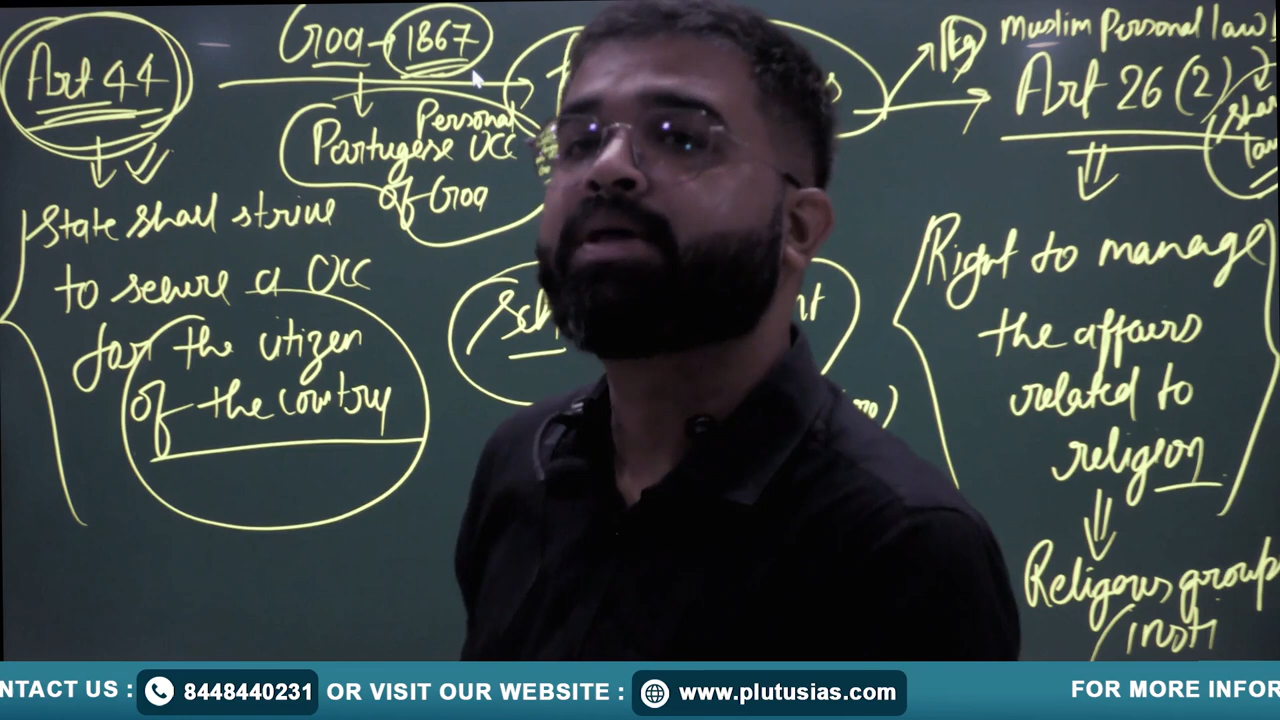 Art 44
State shall strive
to secure a UCC
for the citizen
of the country
Goa - 1867
Personal
Portugese UCC
of Goa
Eg
Muslim Personal law
Art 26 (2)
Right to manage
the affairs
related to
religion
Religous group
/insti
NTACT US : 8448440231 OR VISIT OUR WEBSITE : www.plutusias.com FOR MORE INFOR